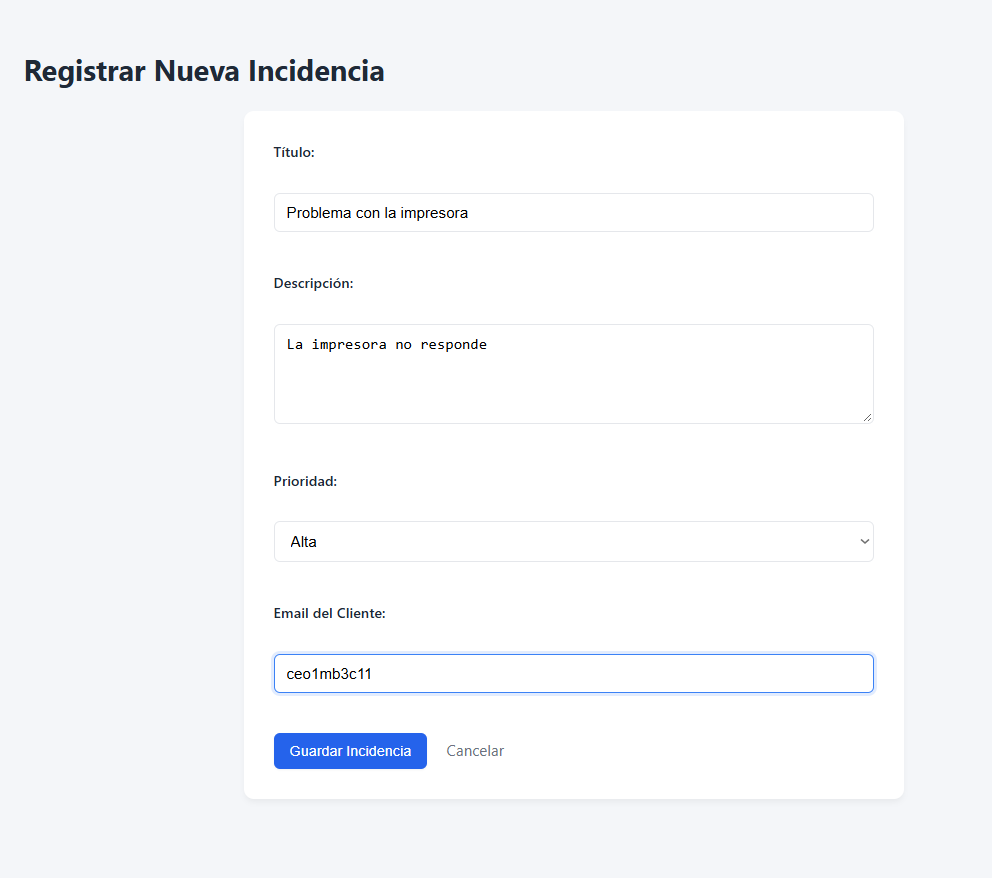 Registrar Nueva Incidencia
Título:
Problema con la impresora
Descripción:
La impresora no responde
Prioridad:
Alta
Email del Cliente:
ceo1mb3c11
Guardar Incidencia Cancelar